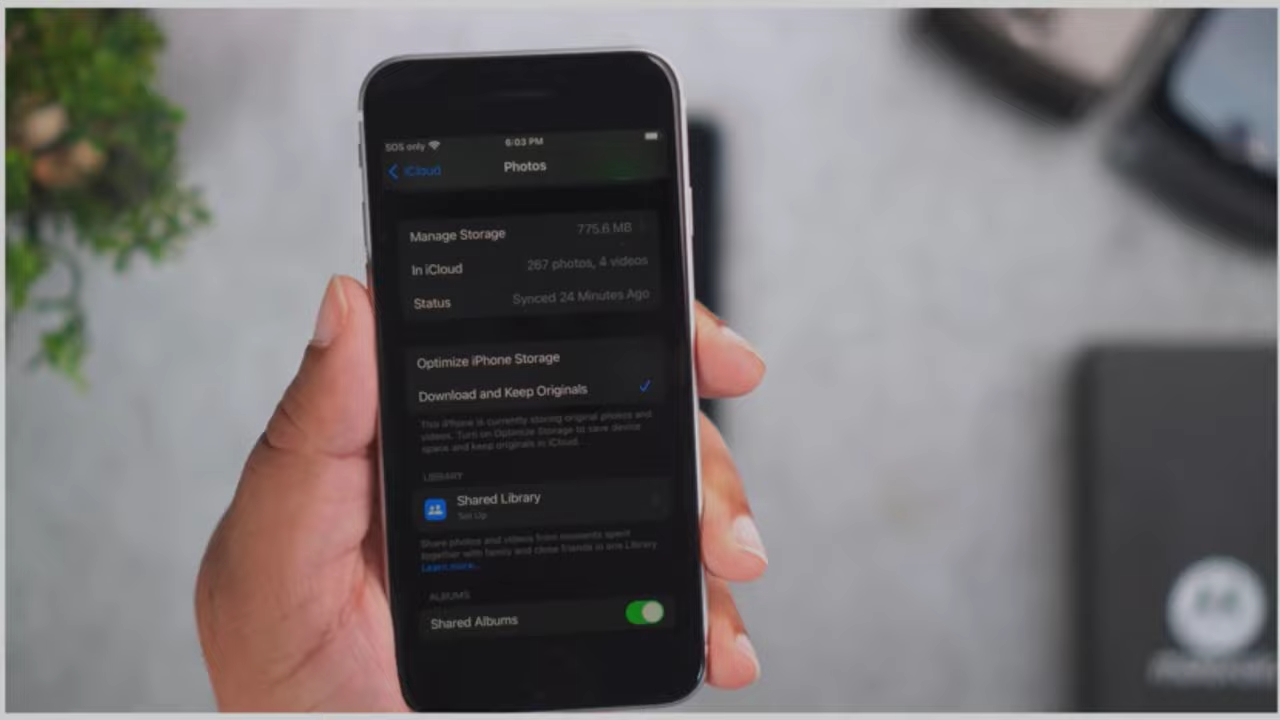 SOS only 6:03 PM
iCloud Photos
Manage Storage 775.6 MB
In iCloud 267 photos, 4 videos
Status Synced 24 Minutes Ago
Optimize iPhone Storage
Download and Keep Originals
This iPhone is currently storing original photos and
videos. Turn on Optimize Storage to save device
space and keep originals in iCloud.
LIBRARY
Shared Library
Set Up
Share photos and videos from moments spent
together with family and close friends in one Library
Learn more...
ALBUMS
Shared Albums